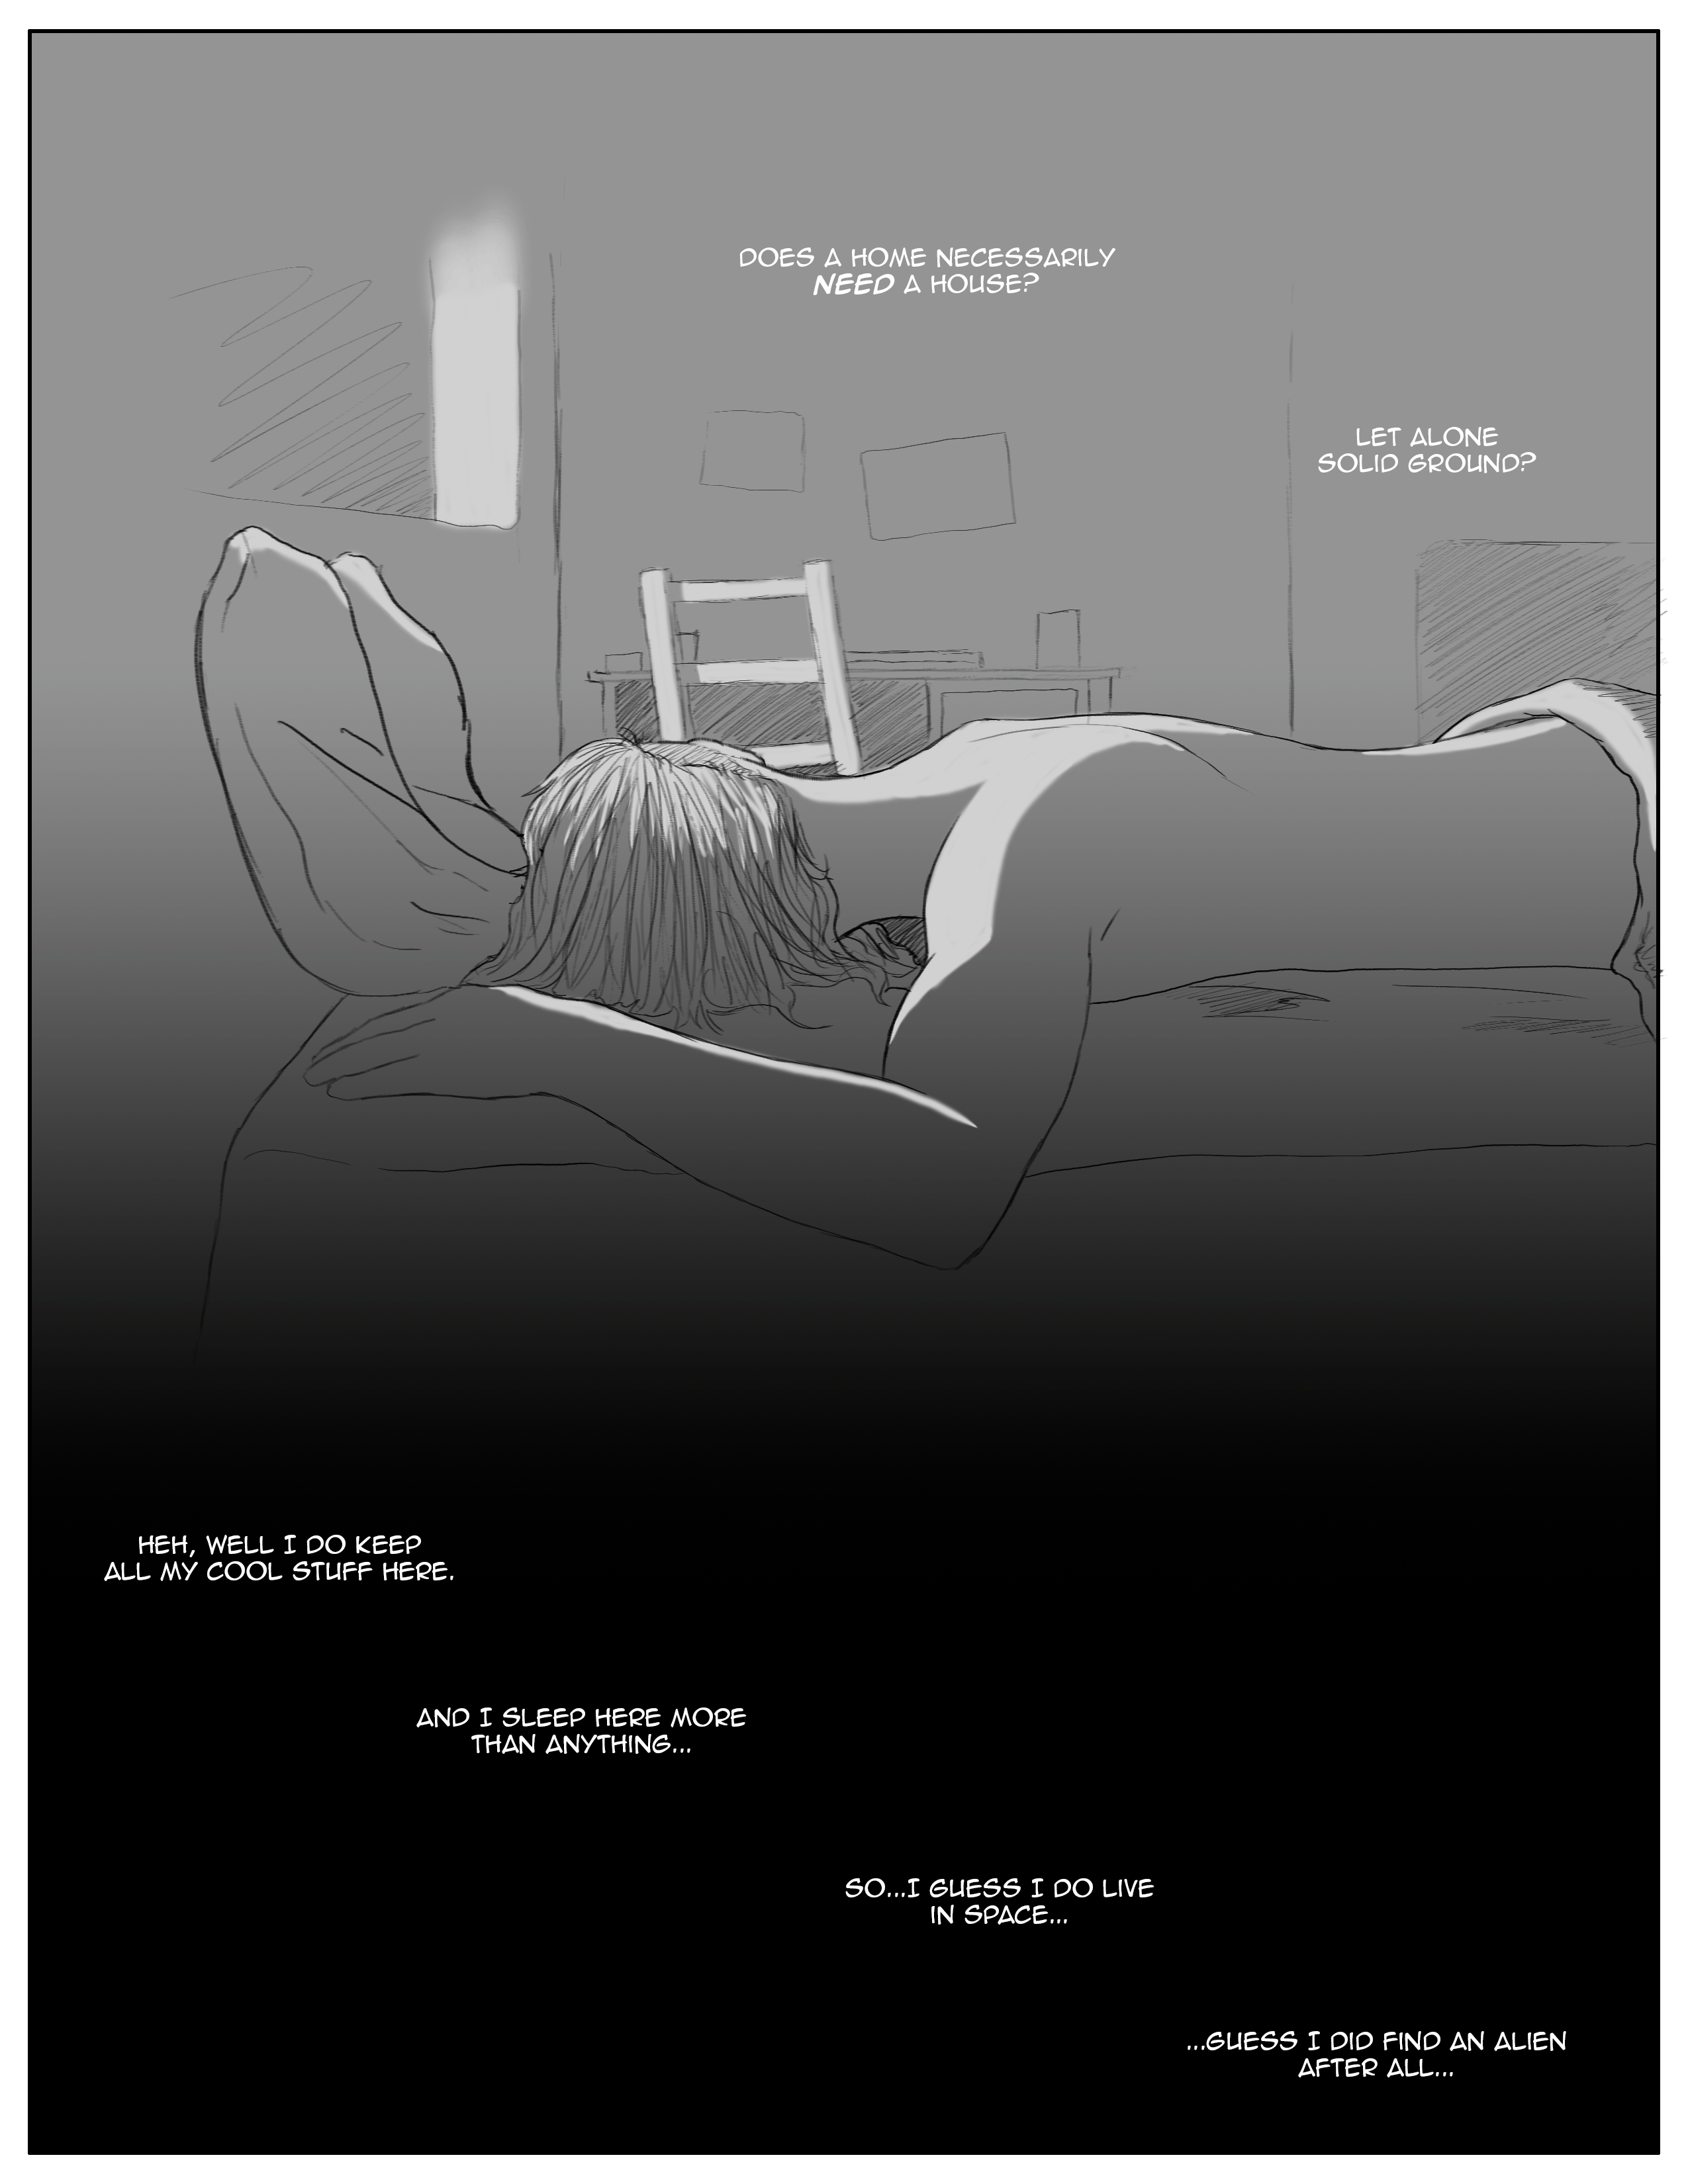 DOES A HOME NECESSARILY
NEED A HOUSE?
LET ALONE
SOLID GROUND?
HEH, WELL I DO KEEP
ALL MY COOL STUFF HERE.
AND I SLEEP HERE MORE
THAN ANYTHING...
SO...I GUESS I DO LIVE
IN SPACE...
...GUESS I DID FIND AN ALIEN
AFTER ALL...